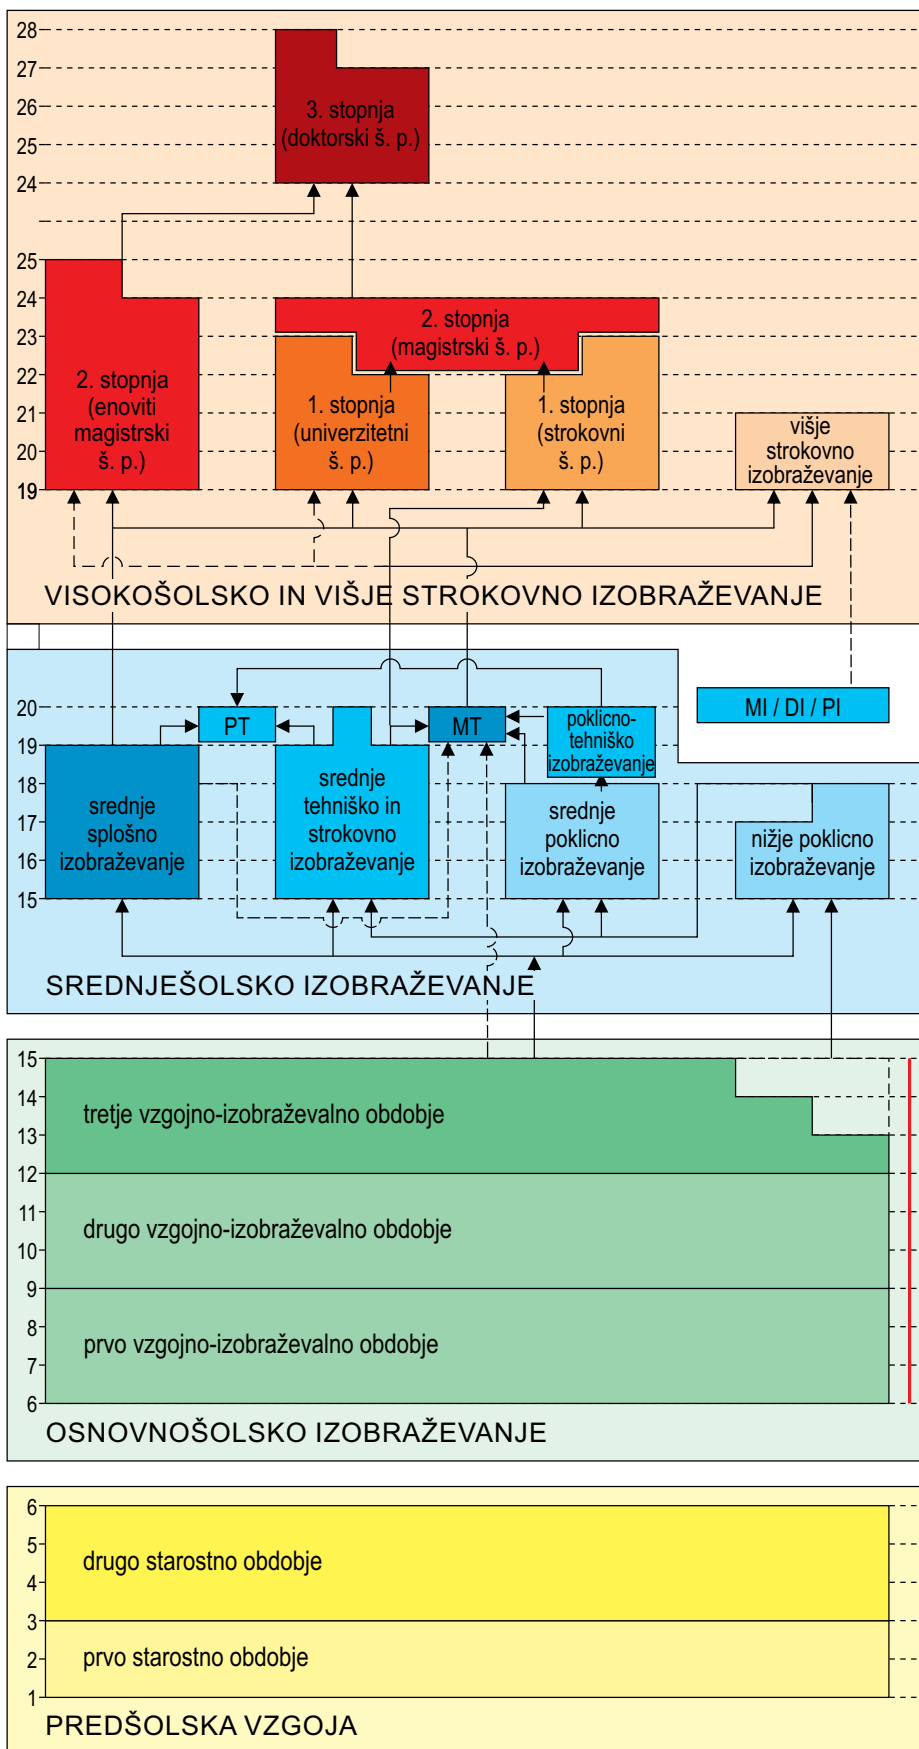 28
27
26
25
24
3. stopnja
(doktorski š. p.)
25
24
23
22
21
20
19
2. stopnja
(enoviti
magistrski
š. p.)
2. stopnja
(magistrski š. p.)
1. stopnja
(univerzitetni
š. p.)
1. stopnja
(strokovni
š. p.)
višje
strokovno
izobraževanje
VISOKOŠOLSKO IN VIŠJE STROKOVNO IZOBRAŽEVANJE
MI / DI / PI
20
19
18
17
16
15
PT
MT
poklicno-
tehniško
izobraževanje
srednje
splošno
izobraževanje
srednje
tehniško in
strokovno
izobraževanje
srednje
poklicno
izobraževanje
nižje poklicno
izobraževanje
SREDNJEŠOLSKO IZOBRAŽEVANJE
15
14
13
12
11
10
9
8
7
6
tretje vzgojno-izobraževalno obdobje
drugo vzgojno-izobraževalno obdobje
prvo vzgojno-izobraževalno obdobje
OSNOVNOŠOLSKO IZOBRAŽEVANJE
6
5
4
3
2
1
drugo starostno obdobje
prvo starostno obdobje
PREDŠOLSKA VZGOJA